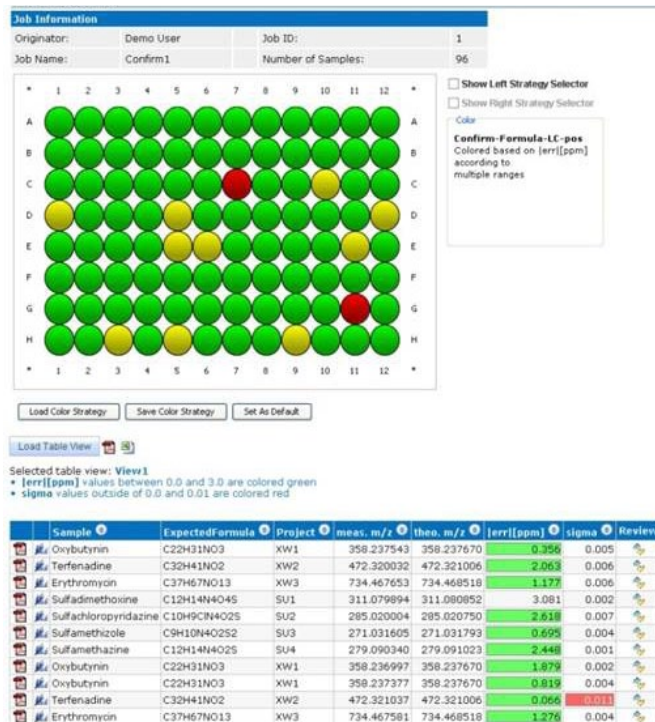 Job Information
Originator: Demo User Job ID: 1
Job Name: Confirm1 Number of Samples: 96
* 1 2 3 4 5 6 7 8 9 10 11 12 *
A A
B B
C C
D D
E E
F F
G G
H H
* 1 2 3 4 5 6 7 8 9 10 11 12 *
Show Left Strategy Selector
Show Right Strategy Selector
Color
Confirm-Formula-LC-pos
Colored based on |err|[ppm]
according to
multiple ranges
Load Color Strategy Save Color Strategy Set As Default
Load Table View
Selected table view: View1
• |err|[ppm] values between 0.0 and 3.0 are colored green
• sigma values outside of 0.0 and 0.01 are colored red
Sample ExpectedFormula Project meas. m/z theo. m/z |err|[ppm] sigma Review
Oxybutynin C22H31NO3 XW1 358.237543 358.237670 0.356 0.005
Terfenadine C32H41NO2 XW2 472.320032 472.321006 2.063 0.006
Erythromycin C37H67NO13 XW3 734.467653 734.468518 1.177 0.006
Sulfadimethoxine C12H14N4O4S SU1 311.079894 311.080852 3.081 0.002
Sulfachloropyridazine C10H9ClN4O2S SU2 285.020004 285.020750 2.618 0.007
Sulfamethizole C9H10N4O2S2 SU3 271.031605 271.031793 0.695 0.004
Sulfamethazine C12H14N4O2S SU4 279.090340 279.091023 2.448 0.001
Oxybutynin C22H31NO3 XW1 358.236997 358.237670 1.879 0.002
Oxybutynin C22H31NO3 XW1 358.237377 358.237670 0.819 0.004
Terfenadine C32H41NO2 XW2 472.321037 472.321006 0.066 0.011
Erythromycin C37H67NO13 XW3 734.467581 734.468518 1.276 0.004